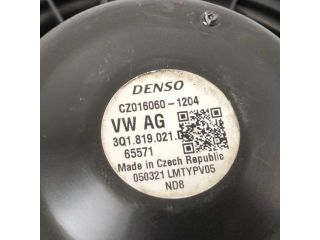 DENSO
CZ016060-1204
VW AG
3Q1.819.021.D
65571
Made in Czech Republic
050321 LMTYPV05
ND8